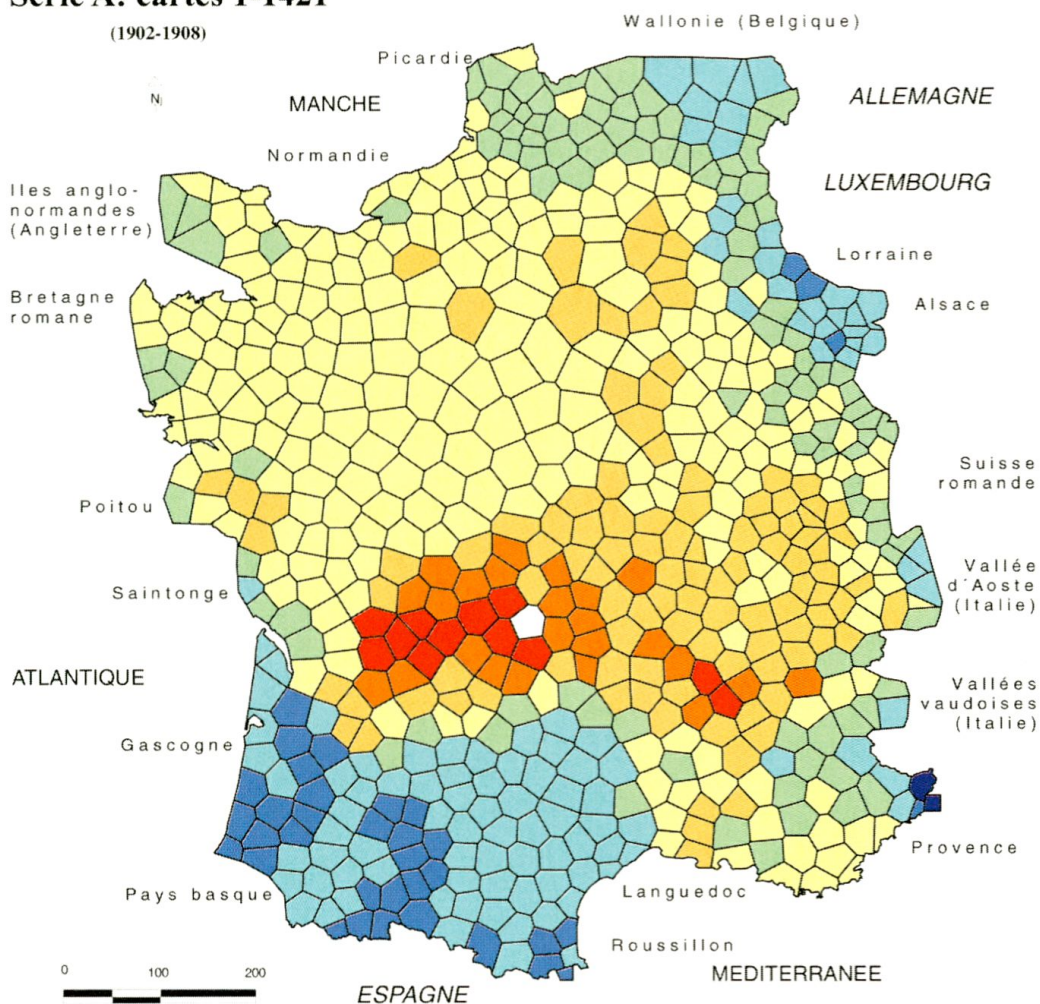 Série A: cartes 1-1421
(1902-1908)
Wallonie (Belgique)
Picardie
N
MANCHE
ALLEMAGNE
Normandie
Iles anglo-
normandes
(Angleterre)
LUXEMBOURG
Lorraine
Bretagne
romane
Alsace
Suisse
romande
Poitou
Vallée
d'Aoste
(Italie)
Saintonge
ATLANTIQUE
Vallées
vaudoises
(Italie)
Gascogne
Provence
Pays basque
Languedoc
Roussillon
MEDITERRANEE
0 100 200
ESPAGNE